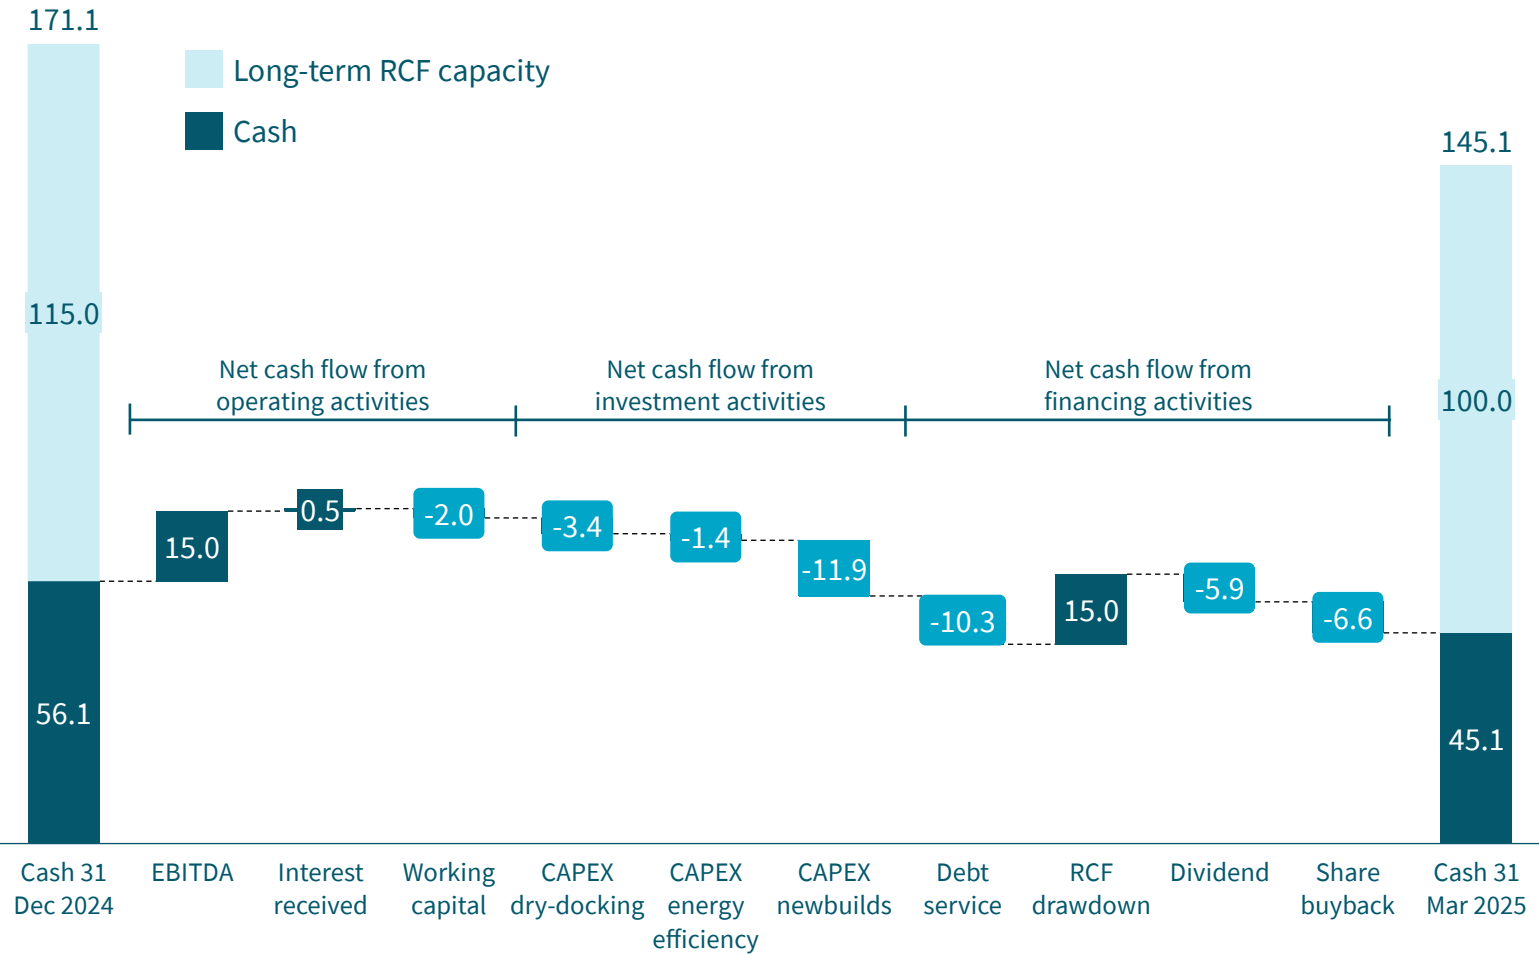 171.1
Long-term RCF capacity
Cash
145.1
115.0
Net cash flow from
operating activities
Net cash flow from
investment activities
Net cash flow from
financing activities
100.0
15.0
0.5
-2.0
-3.4
-1.4
-11.9
-10.3
15.0
-5.9
-6.6
56.1
45.1
Cash 31
Dec 2024
EBITDA
Interest
received
Working
capital
CAPEX
dry-docking
CAPEX
energy
efficiency
CAPEX
newbuilds
Debt
service
RCF
drawdown
Dividend
Share
buyback
Cash 31
Mar 2025